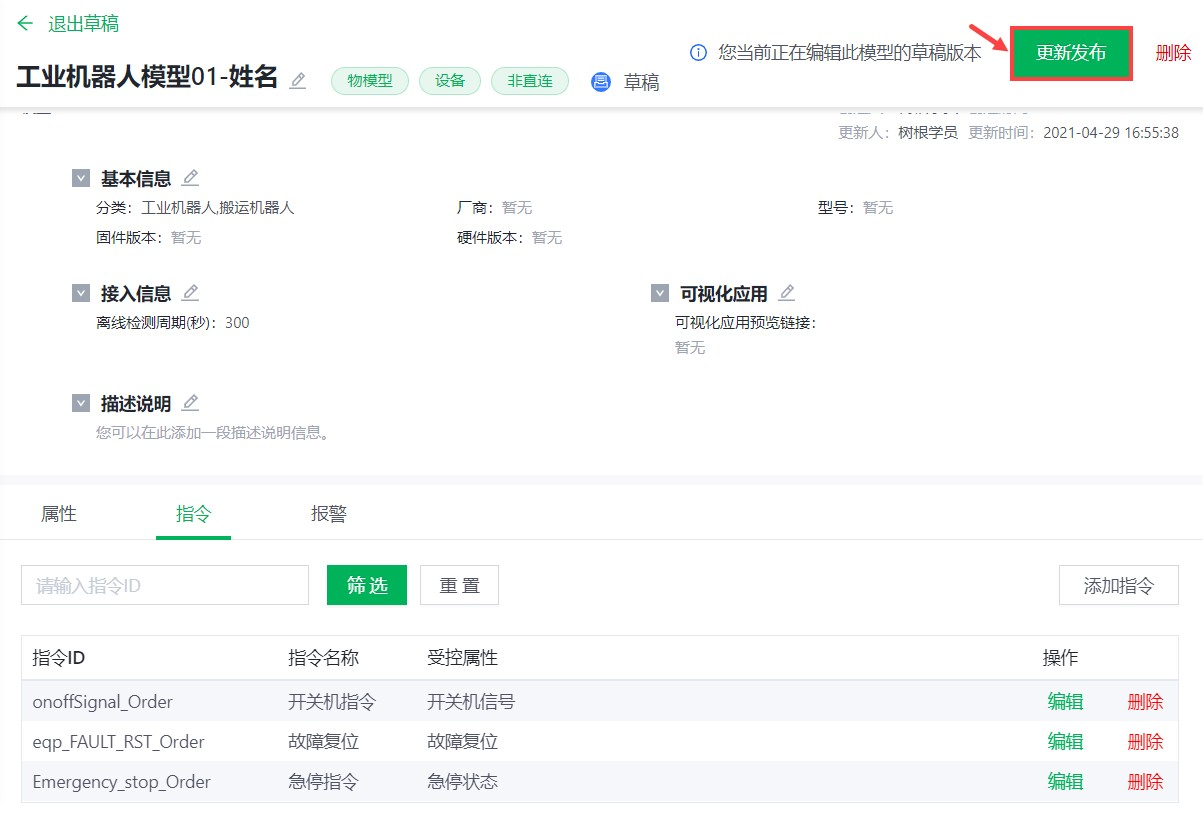 退出草稿
工业机器人模型01-姓名 物模型 设备 非直连 草稿
您当前正在编辑此模型的草稿版本 更新发布 删除
更新人： 树根学员 更新时间： 2021-04-29 16:55:38
基本信息
分类： 工业机器人,搬运机器人 厂商： 暂无 型号： 暂无
固件版本： 暂无 硬件版本： 暂无
接入信息 可视化应用
离线检测周期(秒)： 300 可视化应用预览链接：
暂无
描述说明
您可以在此添加一段描述说明信息。
属性 指令 报警
请输入指令ID 筛选 重置 添加指令
指令ID 指令名称 受控属性 操作
onoffSignal_Order 开关机指令 开关机信号 编辑 删除
eqp_FAULT_RST_Order 故障复位 故障复位 编辑 删除
Emergency_stop_Order 急停指令 急停状态 编辑 删除